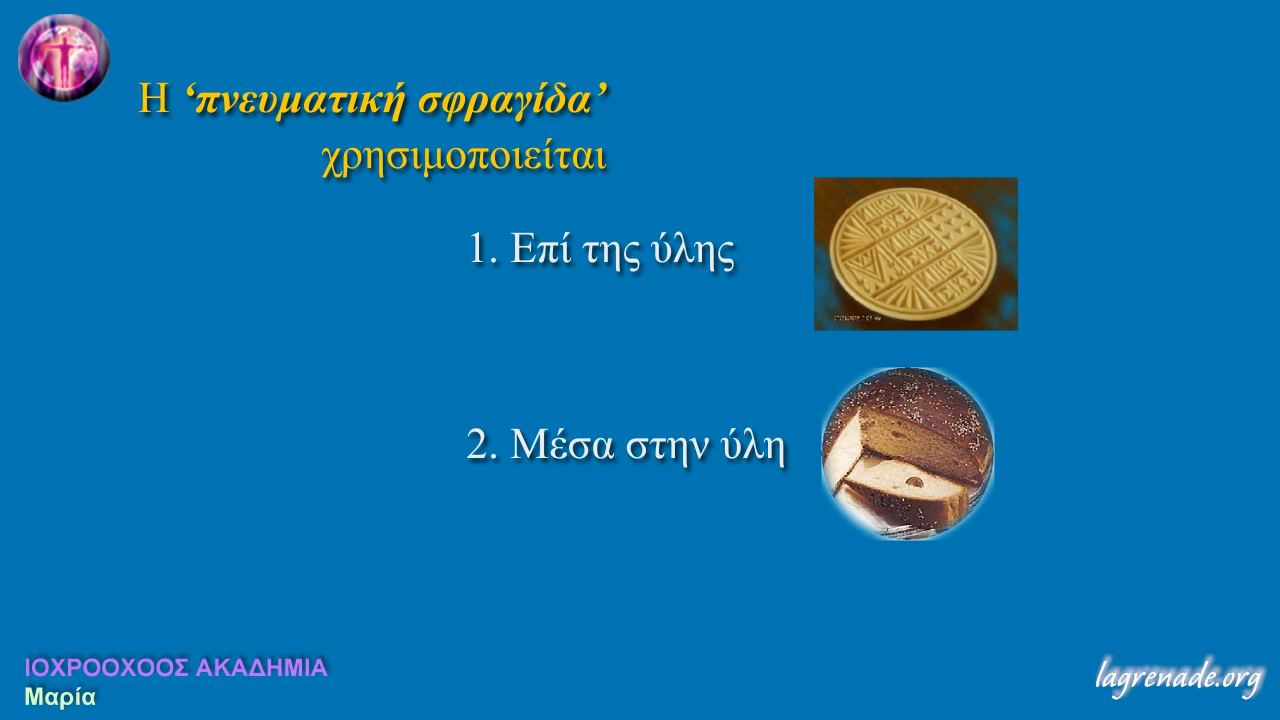 Η ‘πνευματική σφραγίδα’
χρησιμοποιείται
1. Επί της ύλης
2. Μέσα στην ύλη
ΙΟΧΡΟΟΧΟΟΣ ΑΚΑΔΗΜΙΑ
Μαρία
lagrenade.org